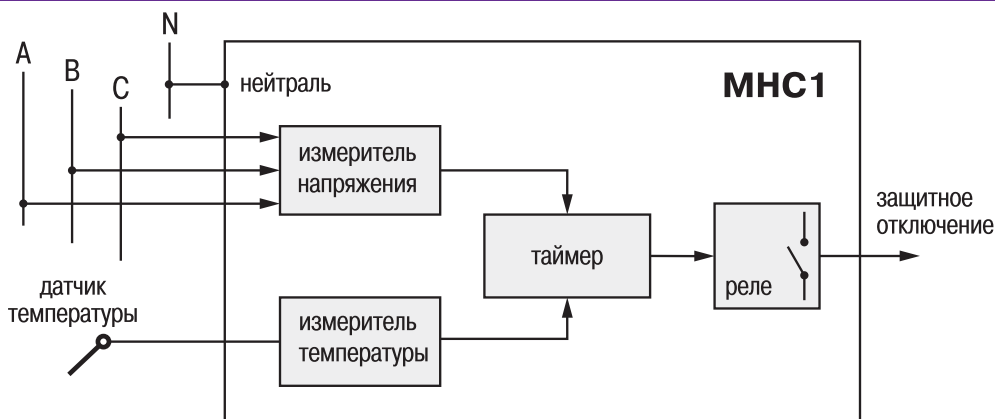 N
A
B
C
нейтраль
МНС1
измеритель
напряжения
защитное
отключение
таймер
реле
датчик
температуры
измеритель
температуры